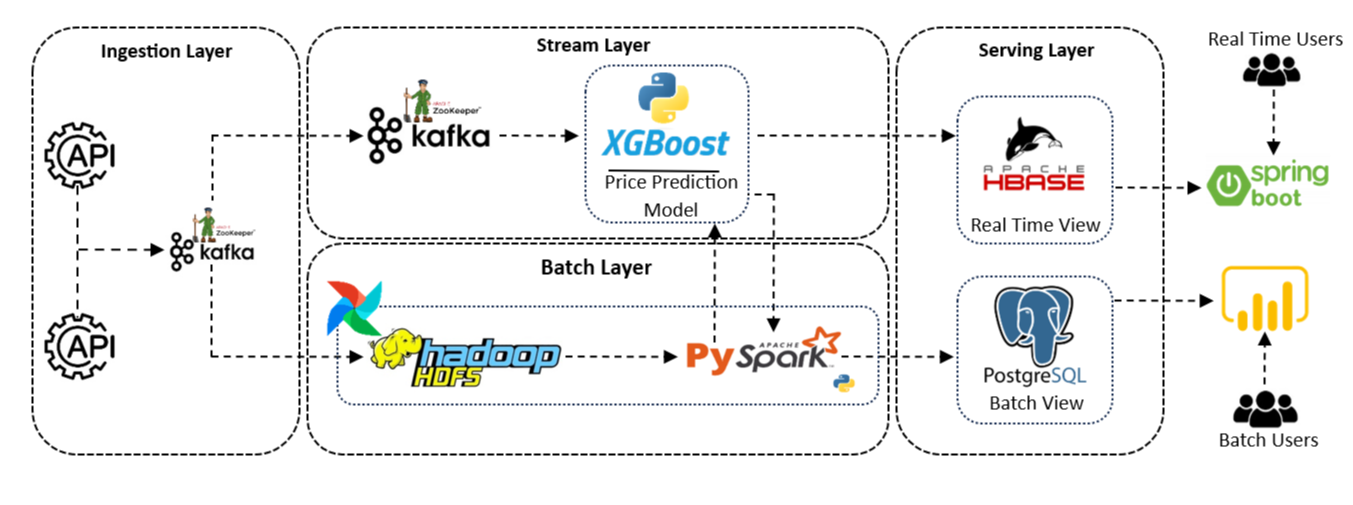 Ingestion Layer
API
API
ZooKeeper
kafka
Stream Layer
ZooKeeper
kafka
XGBoost
Price Prediction
Model
Batch Layer
hadoop
HDFS
APACHE
PySpark
Serving Layer
APACHE
HBASE
Real Time View
PostgreSQL
Batch View
Real Time Users
spring
boot
Batch Users